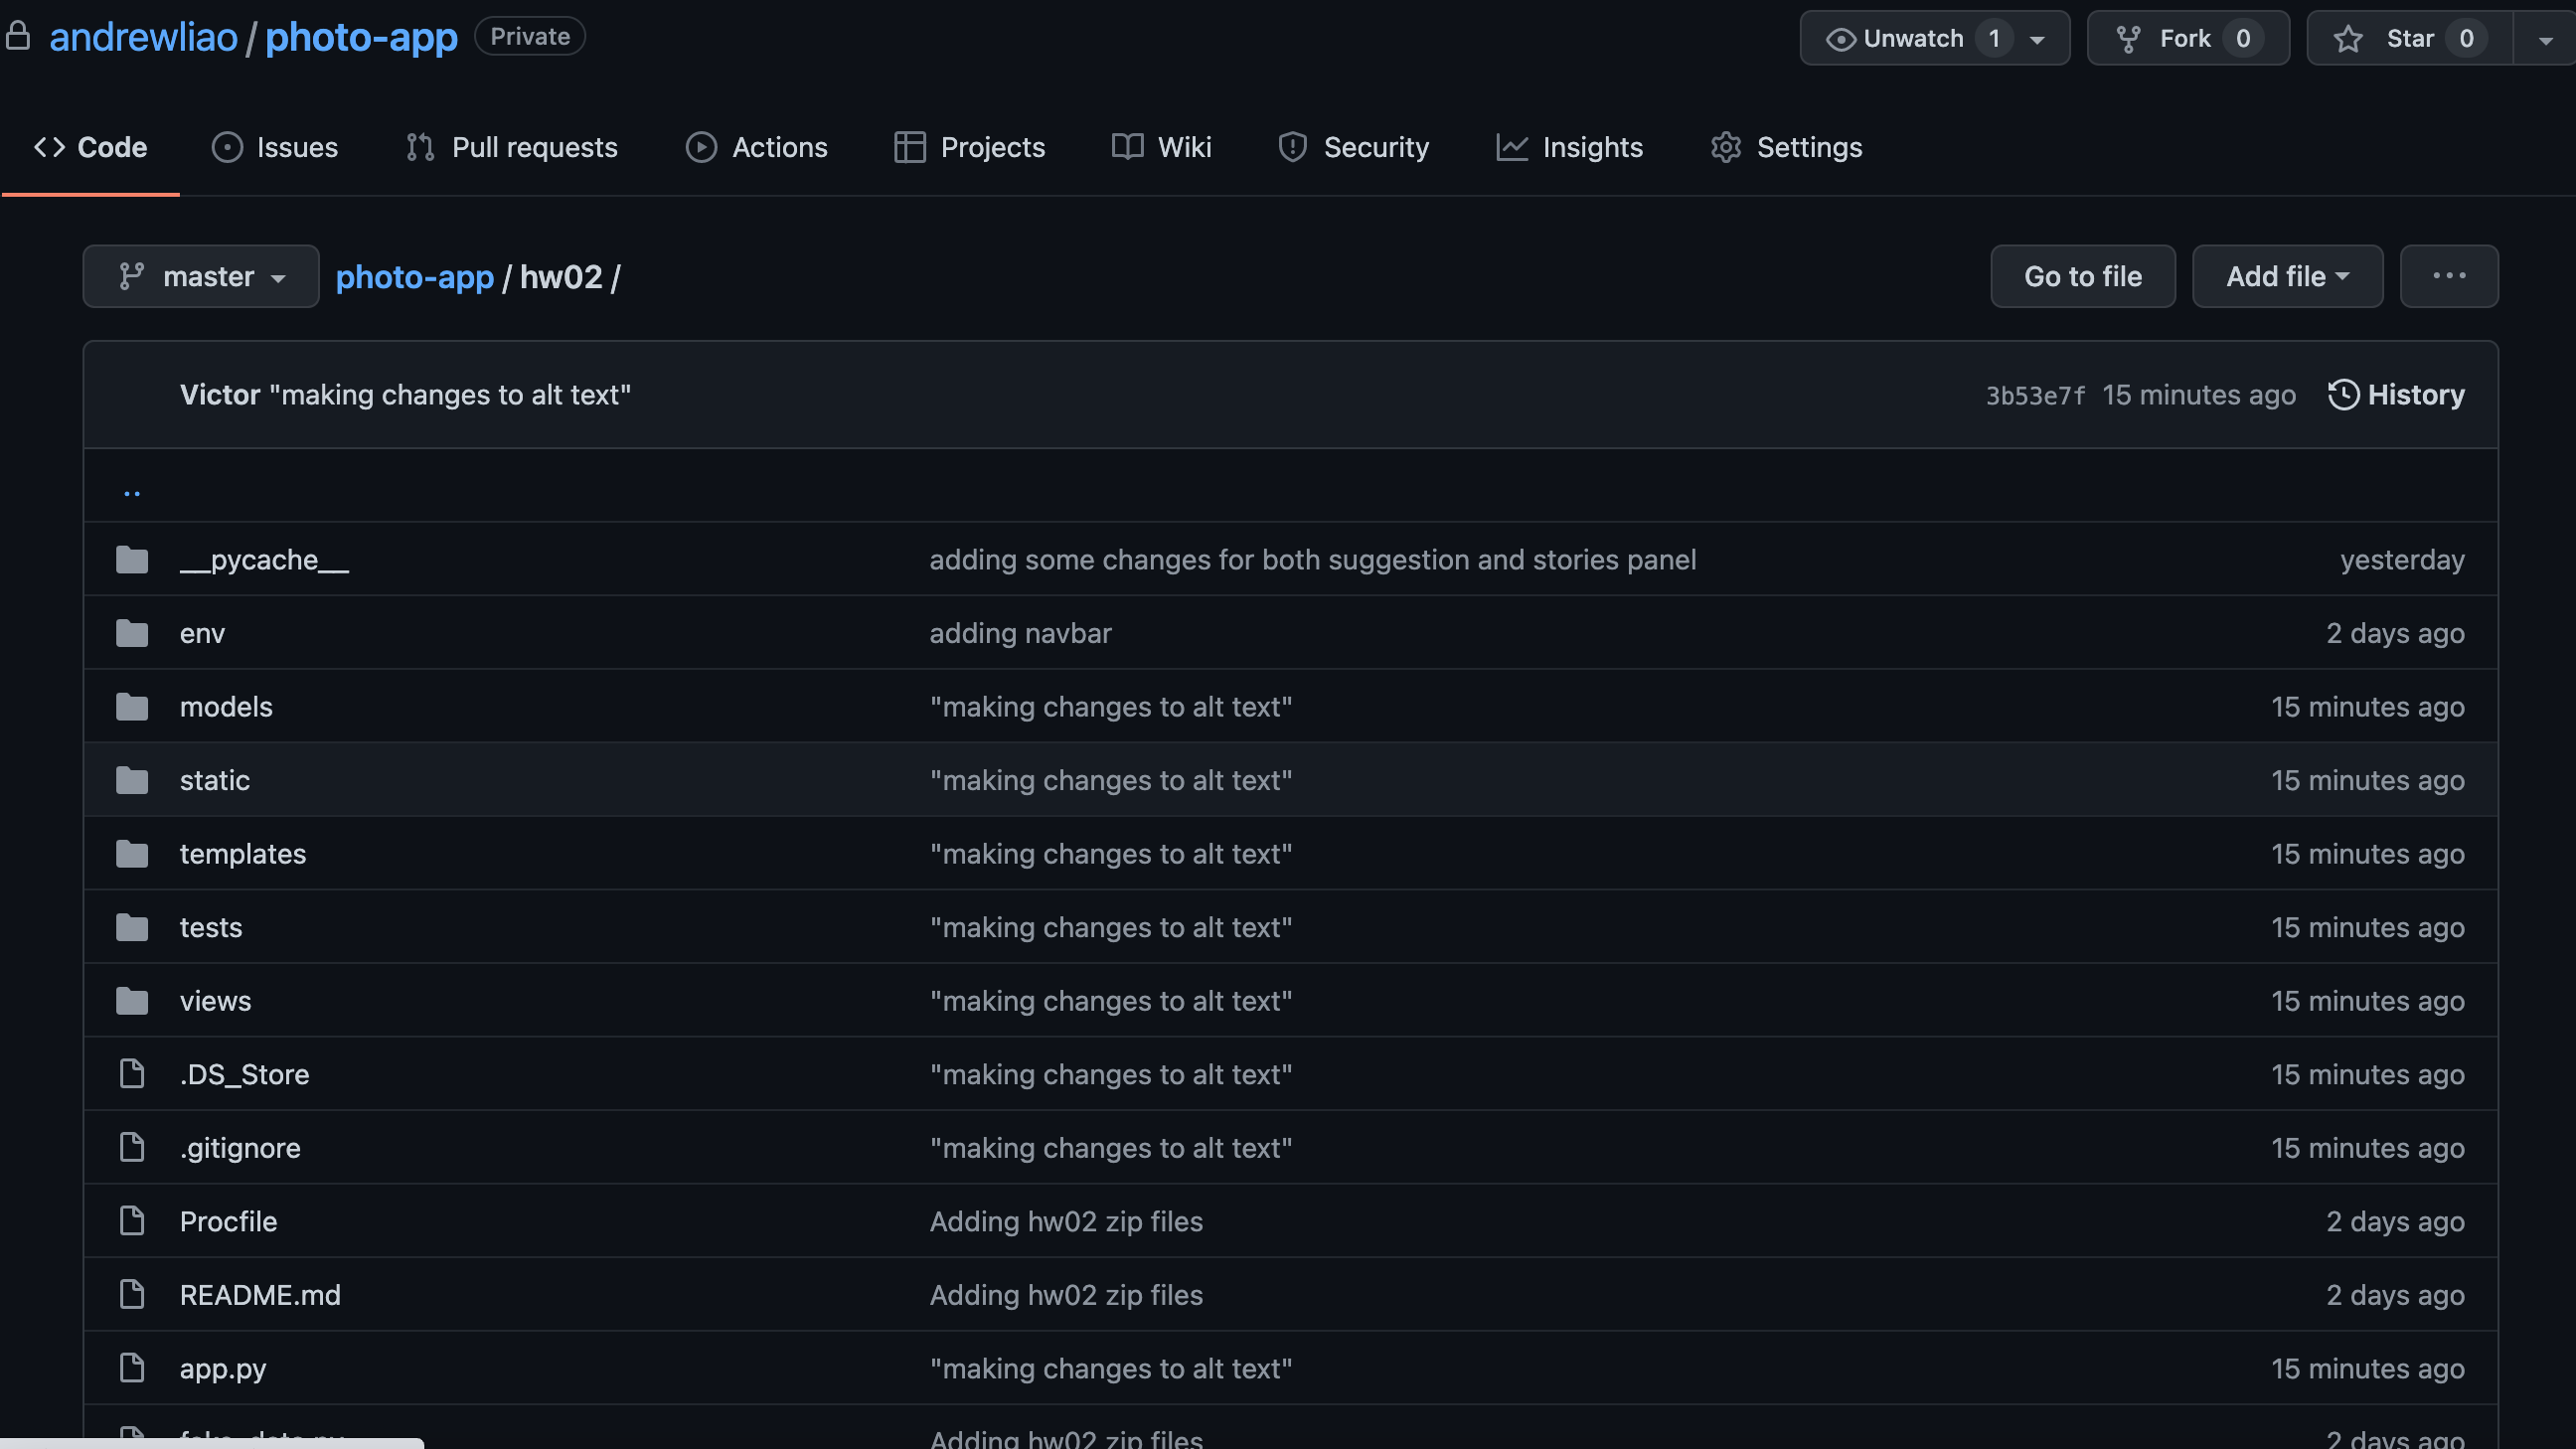 andrewliao / photo-app Private Unwatch 1 Fork 0 Star 0
Code Issues Pull requests Actions Projects Wiki Security Insights Settings
master photo-app / hw02 / Go to file Add file ...
Victor "making changes to alt text" 3b53e7f 15 minutes ago History
..
__pycache__ adding some changes for both suggestion and stories panel yesterday
env adding navbar 2 days ago
models "making changes to alt text" 15 minutes ago
static "making changes to alt text" 15 minutes ago
templates "making changes to alt text" 15 minutes ago
tests "making changes to alt text" 15 minutes ago
views "making changes to alt text" 15 minutes ago
.DS_Store "making changes to alt text" 15 minutes ago
.gitignore "making changes to alt text" 15 minutes ago
Procfile Adding hw02 zip files 2 days ago
README.md Adding hw02 zip files 2 days ago
app.py "making changes to alt text" 15 minutes ago
Adding hw02 zip files 2 days ago